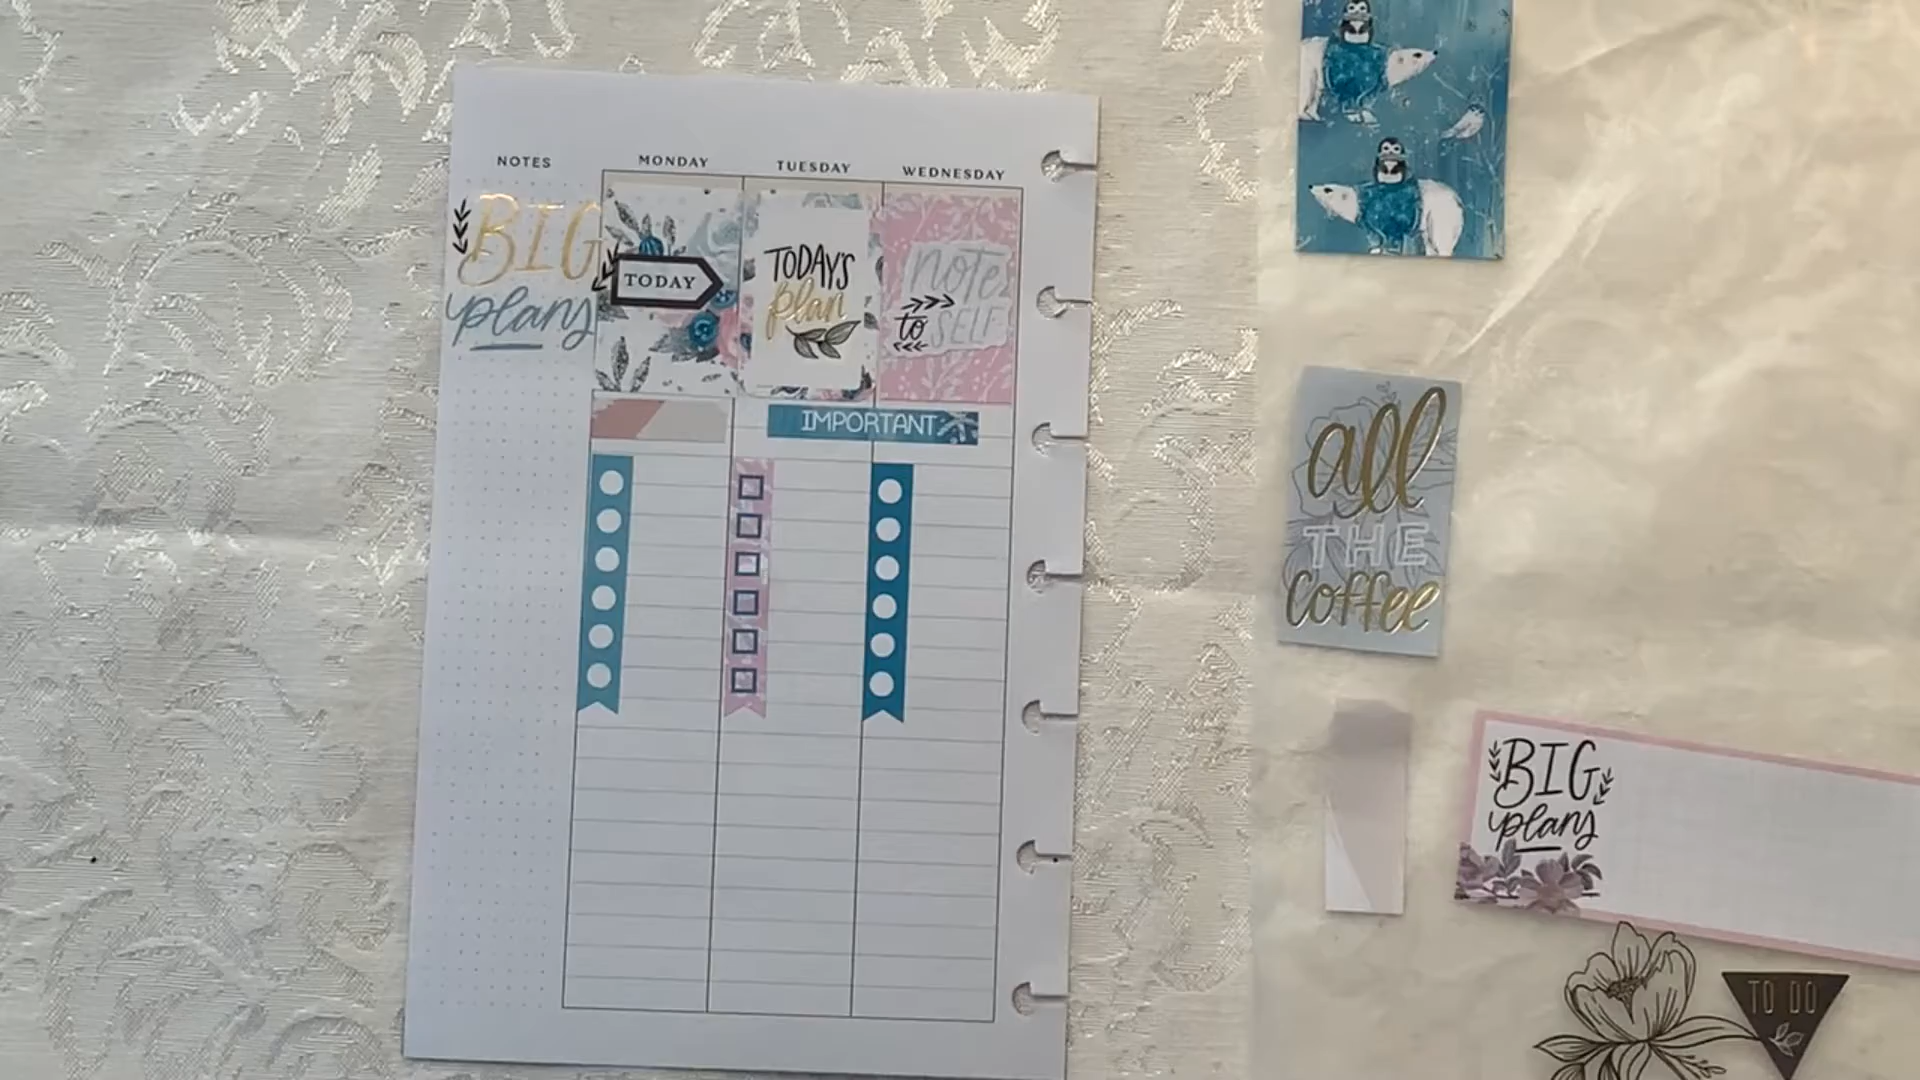 NOTES
MONDAY
TUESDAY
WEDNESDAY
BIG
plans
TODAY
TODAY'S
plan
note
to SELF
IMPORTANT
all
THE
coffee
BIG
plans
TO DO